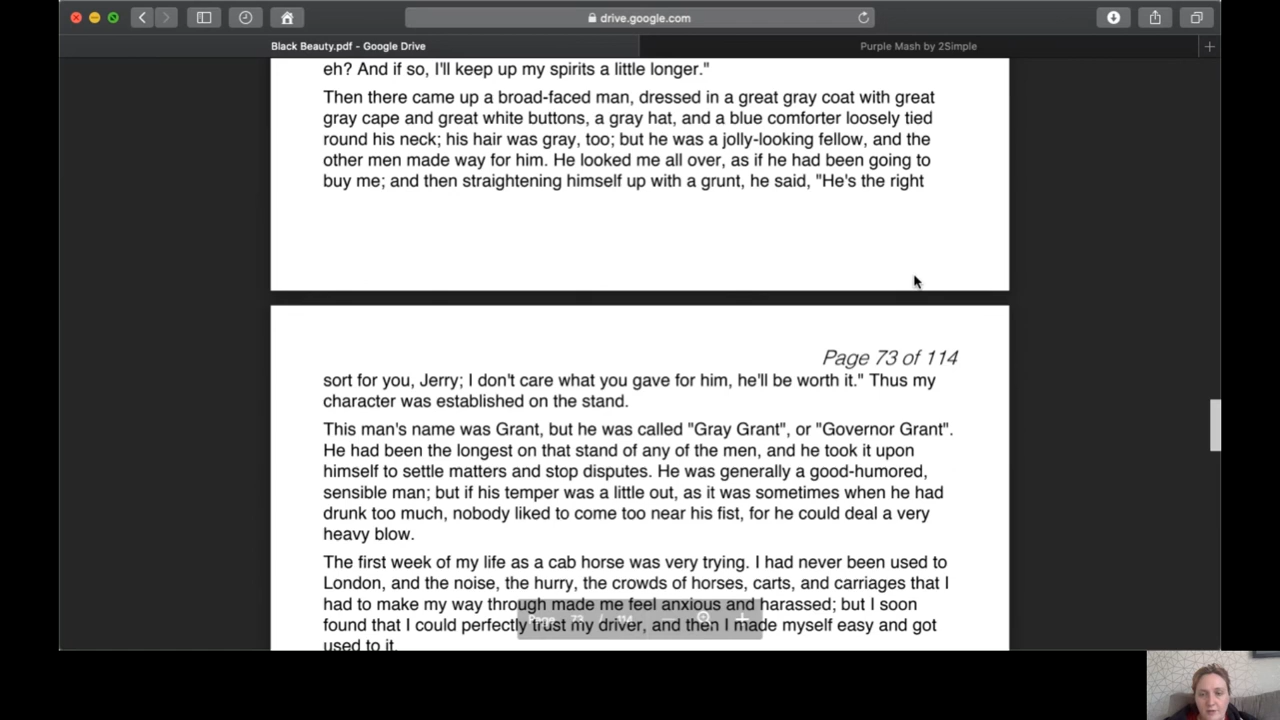 drive.google.com
Black Beauty.pdf - Google Drive
Purple Mash by 2Simple
eh? And if so, I'll keep up my spirits a little longer."
Then there came up a broad-faced man, dressed in a great gray coat with great
gray cape and great white buttons, a gray hat, and a blue comforter loosely tied
round his neck; his hair was gray, too; but he was a jolly-looking fellow, and the
other men made way for him. He looked me all over, as if he had been going to
buy me; and then straightening himself up with a grunt, he said, "He's the right
Page 73 of 114
sort for you, Jerry; I don't care what you gave for him, he'll be worth it." Thus my
character was established on the stand.
This man's name was Grant, but he was called "Gray Grant", or "Governor Grant".
He had been the longest on that stand of any of the men, and he took it upon
himself to settle matters and stop disputes. He was generally a good-humored,
sensible man; but if his temper was a little out, as it was sometimes when he had
drunk too much, nobody liked to come too near his fist, for he could deal a very
heavy blow.
The first week of my life as a cab horse was very trying. I had never been used to
London, and the noise, the hurry, the crowds of horses, carts, and carriages that I
had to make my way through made me feel anxious and harassed; but I soon
Page 73 / 114
found that I could perfectly trust my driver, and then I made myself easy and got
used to it.